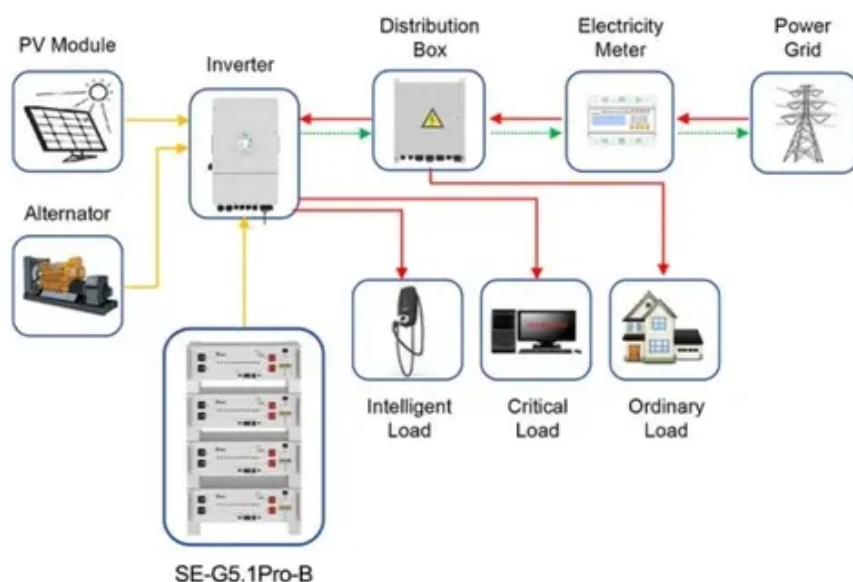 PV Module
Inverter
Distribution
Box
Electricity
Meter
Power
Grid
Alternator
Intelligent
Load
Critical
Load
Ordinary
Load
SE-G5.1Pro-B